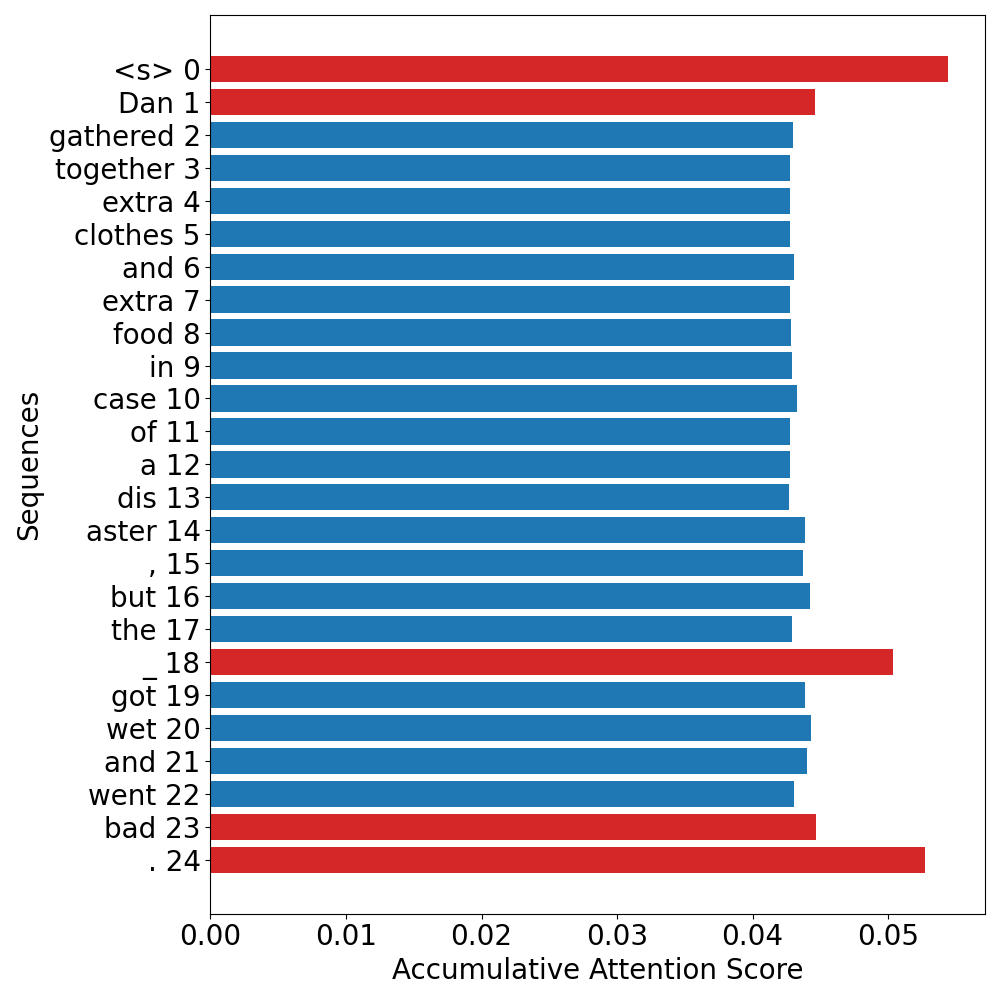 <s> 0
Dan 1
gathered 2
together 3
extra 4
clothes 5
and 6
extra 7
food 8
in 9
case 10
of 11
a 12
dis 13
aster 14
, 15
but 16
the 17
_ 18
got 19
wet 20
and 21
went 22
bad 23
. 24
Sequences
0.00 0.01 0.02 0.03 0.04 0.05
Accumulative Attention Score